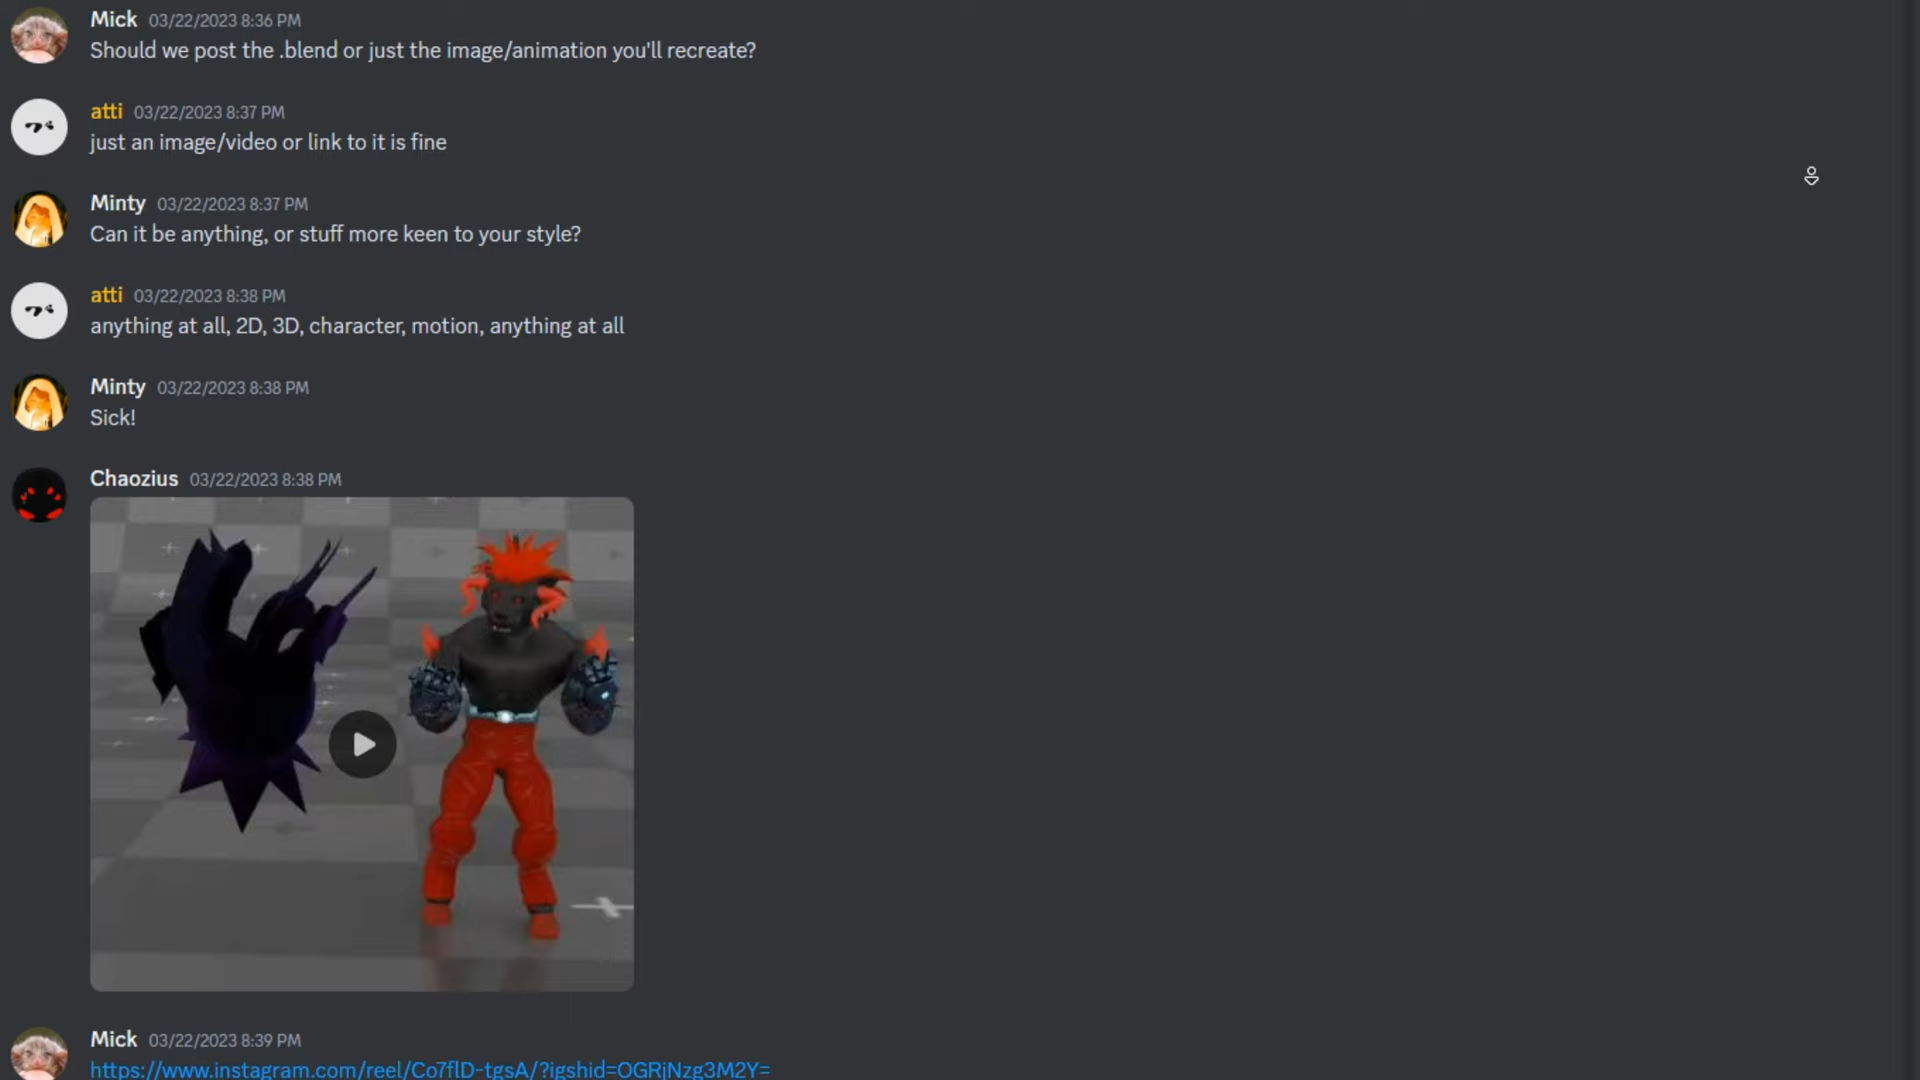 Mick 03/22/2023 8:36 PM
Should we post the .blend or just the image/animation you'll recreate?
atti 03/22/2023 8:37 PM
just an image/video or link to it is fine
Minty 03/22/2023 8:37 PM
Can it be anything, or stuff more keen to your style?
atti 03/22/2023 8:38 PM
anything at all, 2D, 3D, character, motion, anything at all
Minty 03/22/2023 8:38 PM
Sick!
Chaozius 03/22/2023 8:38 PM
Mick 03/22/2023 8:39 PM
https://www.instagram.com/reel/Co7flD-tgsA/?igshid=OGRjNzg3M2Y=